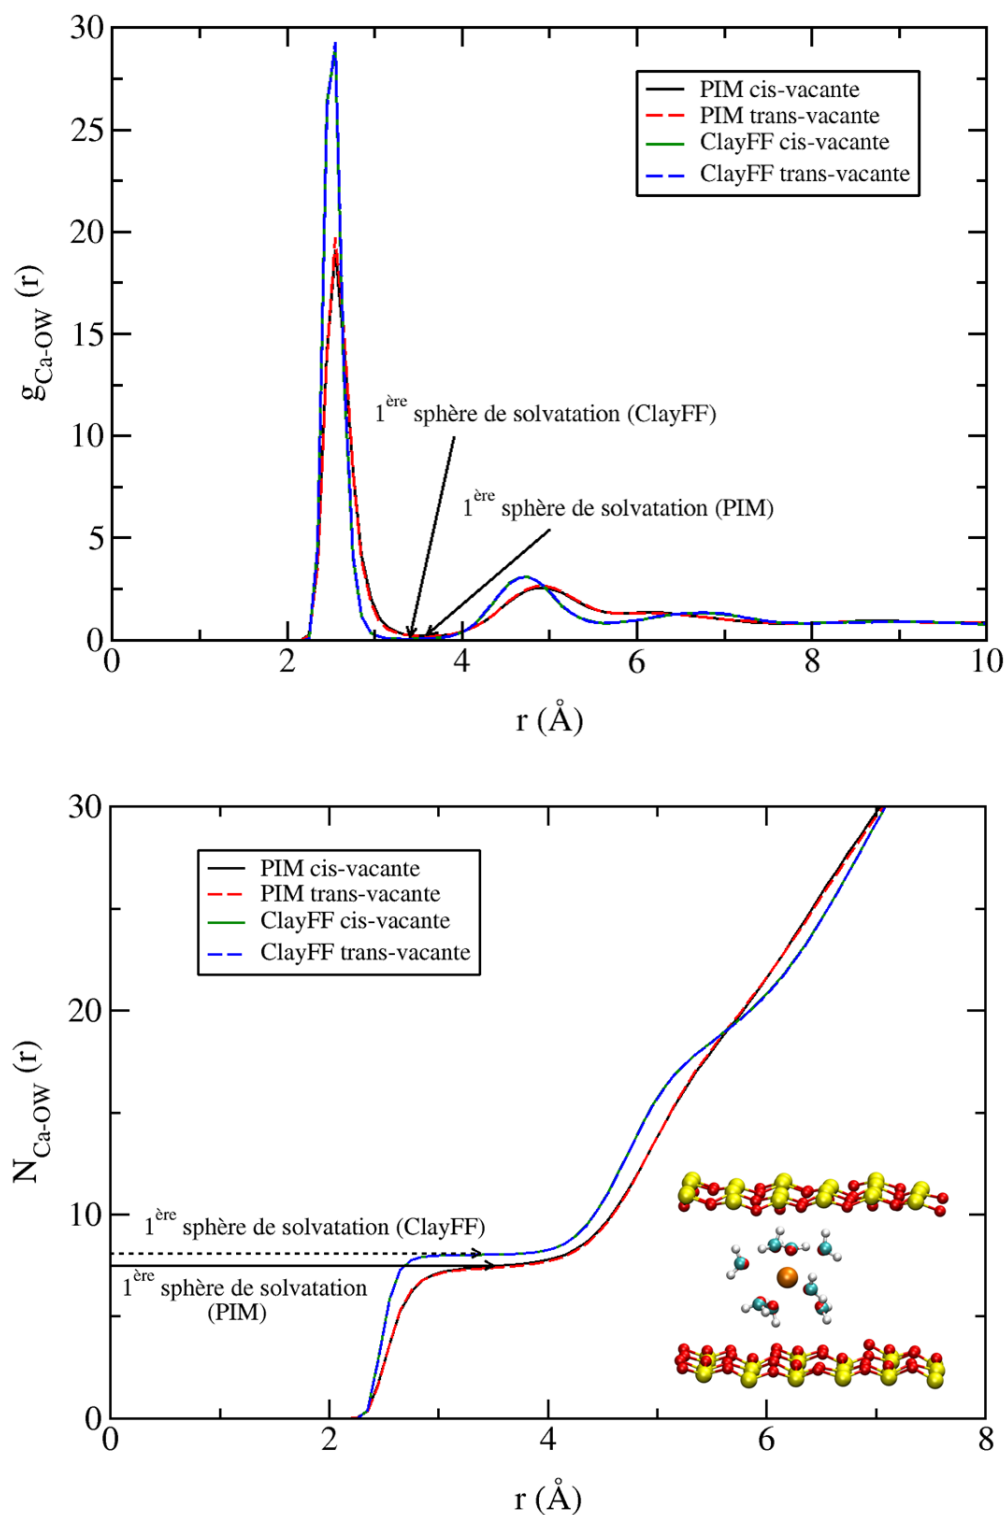 30
25
20
15
10
5
0
g Ca-OW (r)
PIM cis-vacante
PIM trans-vacante
ClayFF cis-vacante
ClayFF trans-vacante
1ère sphère de solvatation (ClayFF)
1ère sphère de solvatation (PIM)
0 2 4 6 8 10
r (Å)
30
20
10
0
N Ca-OW (r)
PIM cis-vacante
PIM trans-vacante
ClayFF cis-vacante
ClayFF trans-vacante
1ère sphère de solvatation (ClayFF)
1ère sphère de solvatation
(PIM)
0 2 4 6 8
r (Å)